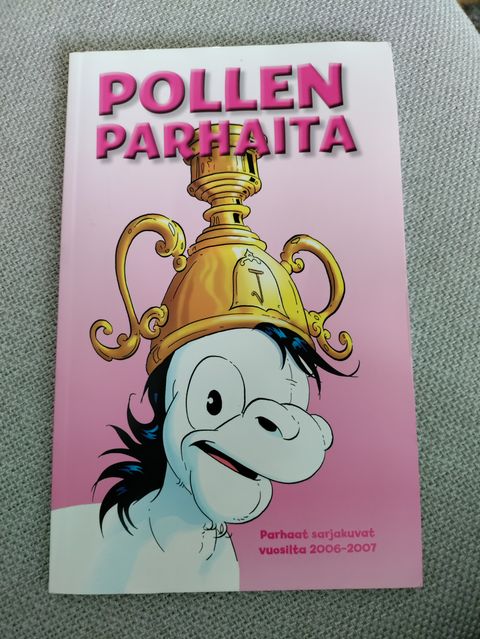 POLLEN
PARHAITA
Parhaat sarjakuvat
vuosilta 2006-2007